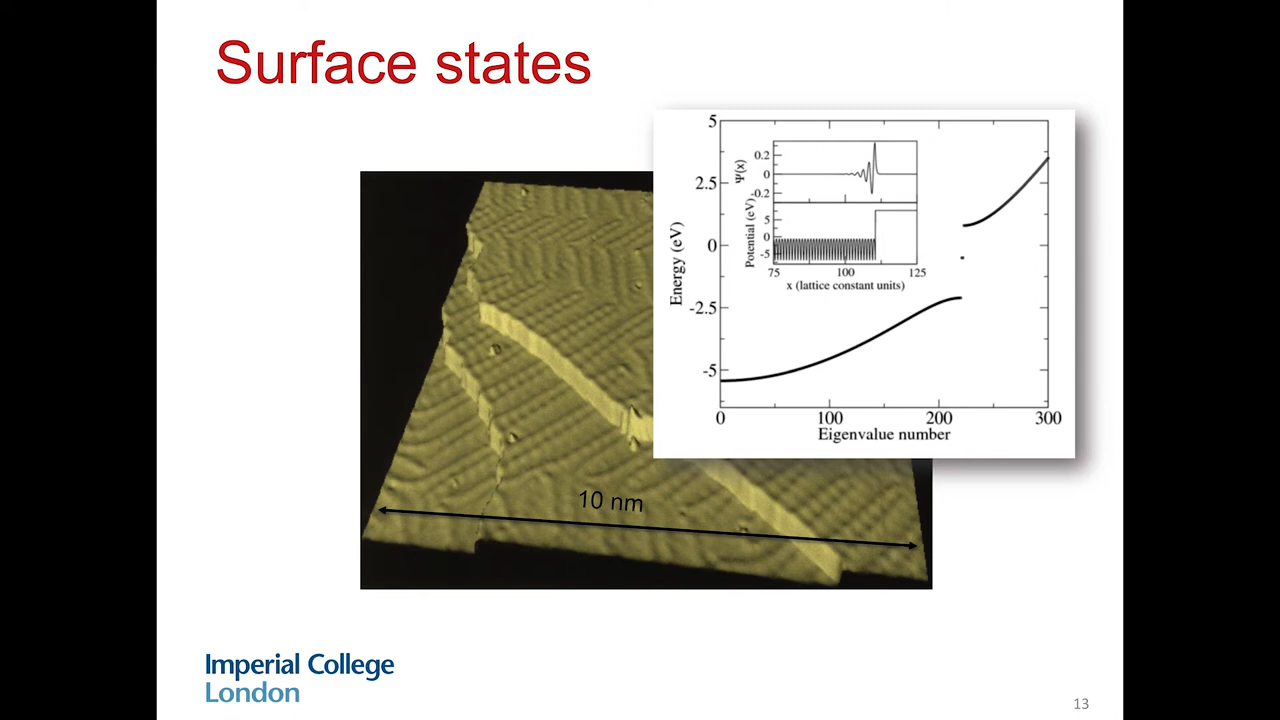 Surface states
5
2.5
0
-2.5
-5
Energy (eV)
0
100
200
300
Eigenvalue number
0.2
0
-0.2
Ψ(x)
5
0
-5
Potential (eV)
75
100
125
x (lattice constant units)
10 nm
Imperial College
London
13